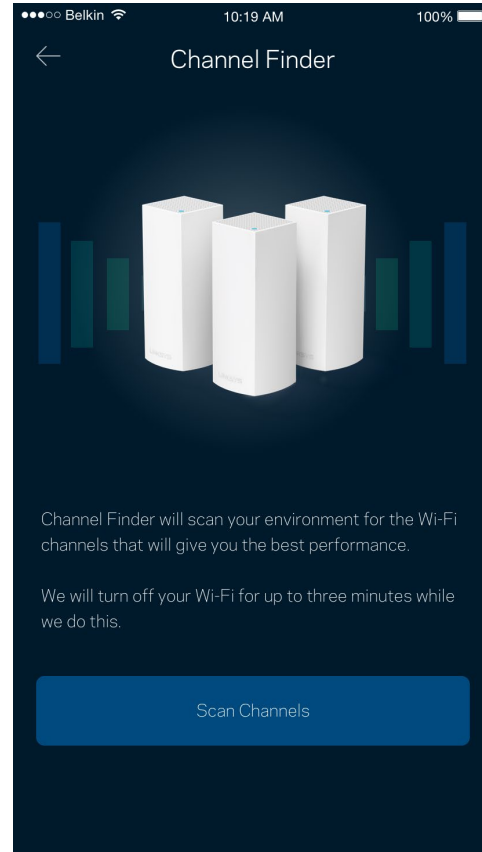 Belkin 10:19 AM 100%
Channel Finder
Channel Finder will scan your environment for the Wi-Fi
channels that will give you the best performance.
We will turn off your Wi-Fi for up to three minutes while
we do this.
Scan Channels